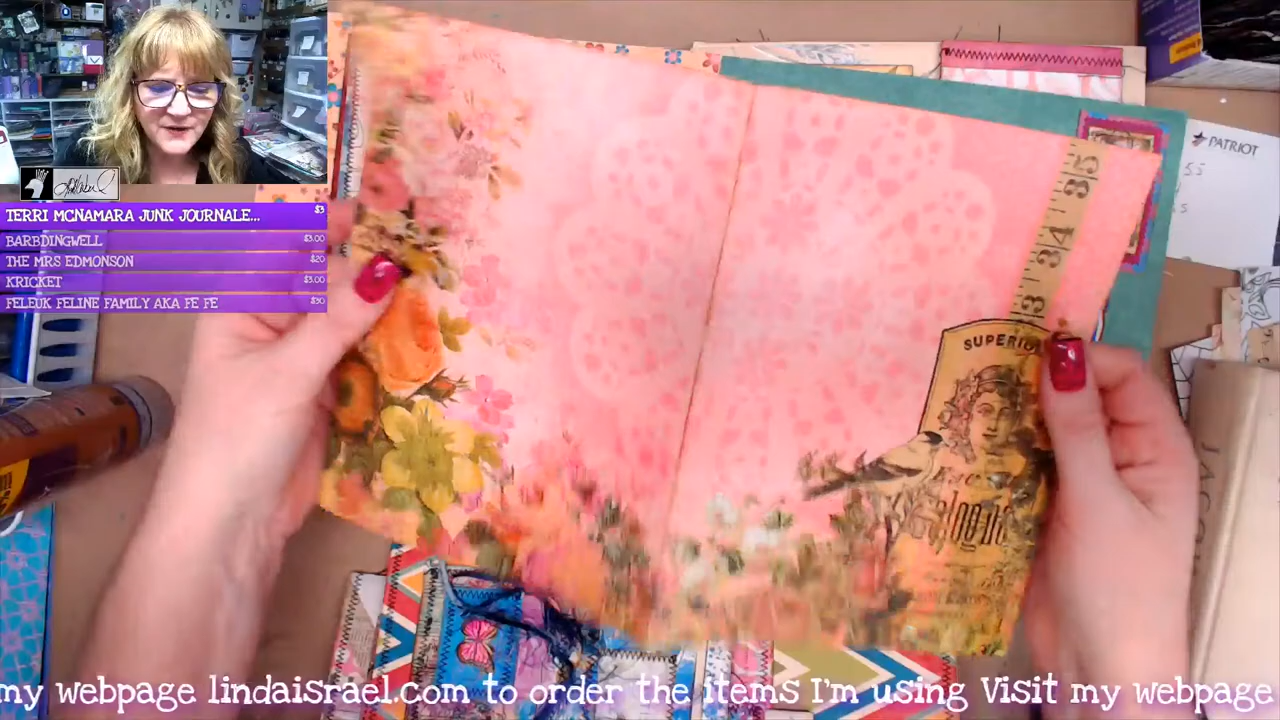 TERRI MCNAMARA JUNK JOURNALE... $3
BARBDINGWELL $3.00
THE MRS EDMONSON $20
KRICKET $3.00
FELEUK FELINE FAMILY AKA FE FE $30
PATRIOT
35
34
3
SUPERIO
my webpage lindaisrael.com to order the items I'm using Visit my webpage